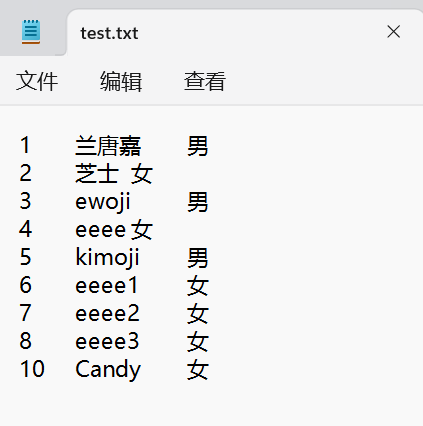 test.txt
文件 编辑 查看
1 兰唐嘉 男
2 芝士 女
3 ewoji 男
4 eeee 女
5 kimoji 男
6 eeee1 女
7 eeee2 女
8 eeee3 女
10 Candy 女